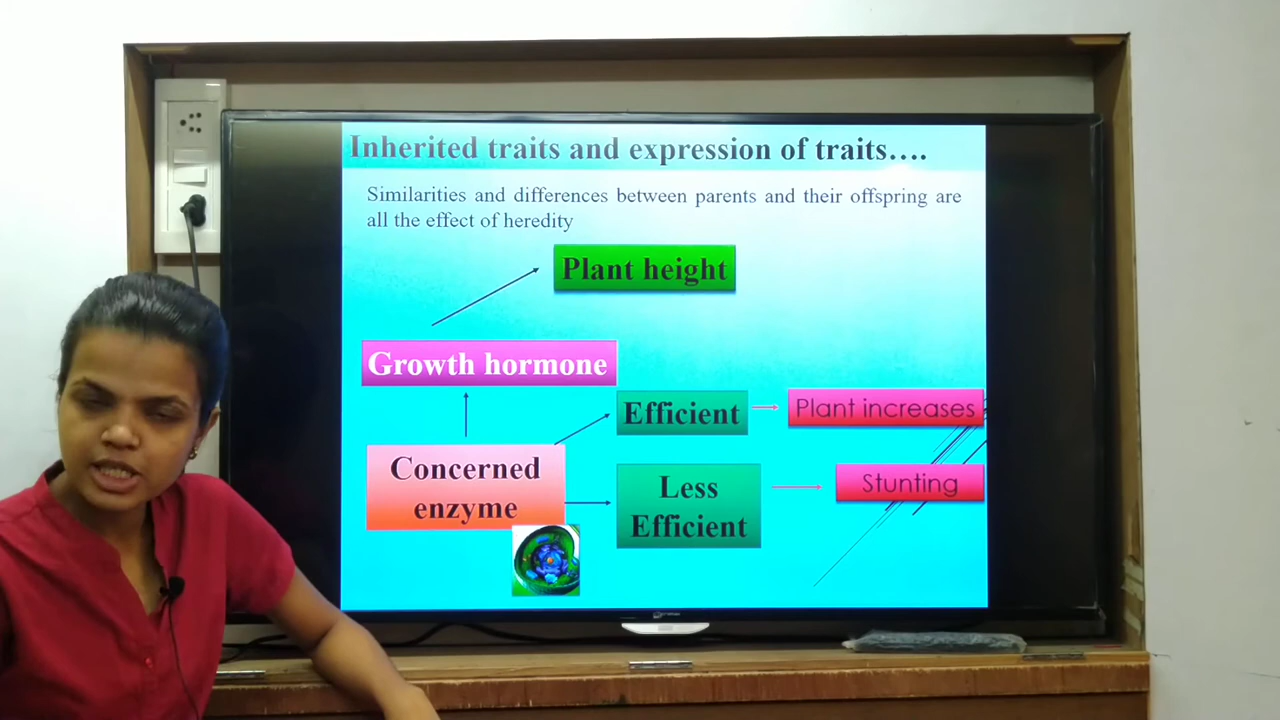 Inherited traits and expression of traits....
Similarities and differences between parents and their offspring are
all the effect of heredity
Plant height
Growth hormone
Efficient
Plant increases
Concerned
enzyme
Less
Efficient
Stunting